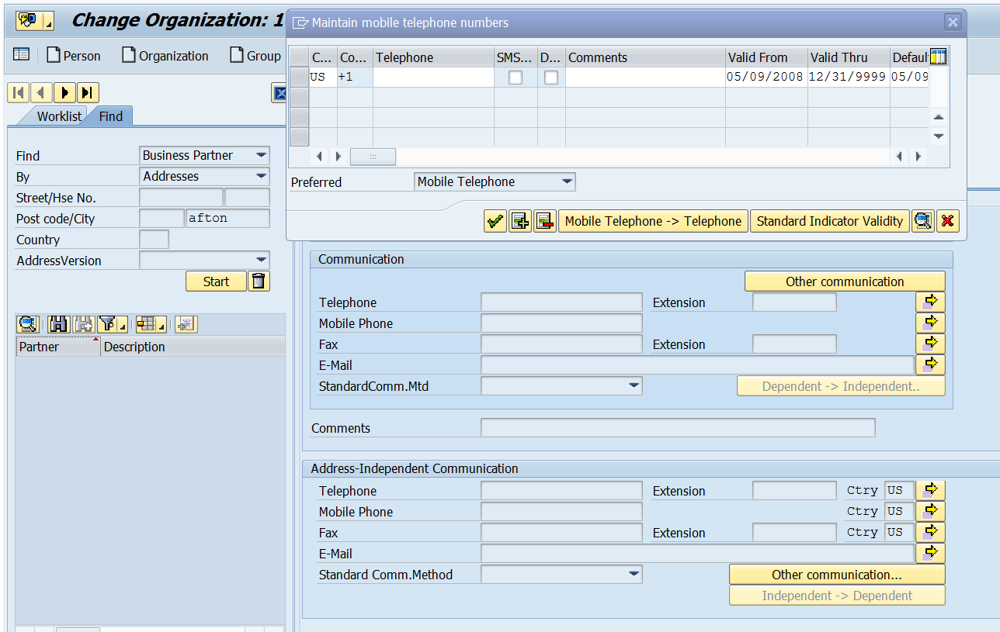 Change Organization: 1
Person Organization Group
Worklist Find
Find Business Partner
By Addresses
Street/Hse No.
Post code/City afton
Country
AddressVersion
Start
Partner Description
Maintain mobile telephone numbers
C... Co... Telephone SMS... D... Comments Valid From Valid Thru Defaul
US +1 05/09/2008 12/31/9999 05/09
Preferred Mobile Telephone
Mobile Telephone -> Telephone Standard Indicator Validity
Communication
Other communication
Telephone Extension
Mobile Phone
Fax Extension
E-Mail
StandardComm.Mtd Dependent -> Independent..
Comments
Address-Independent Communication
Telephone Extension Ctry US
Mobile Phone Ctry US
Fax Extension Ctry US
E-Mail
Standard Comm.Method Other communication...
Independent -> Dependent